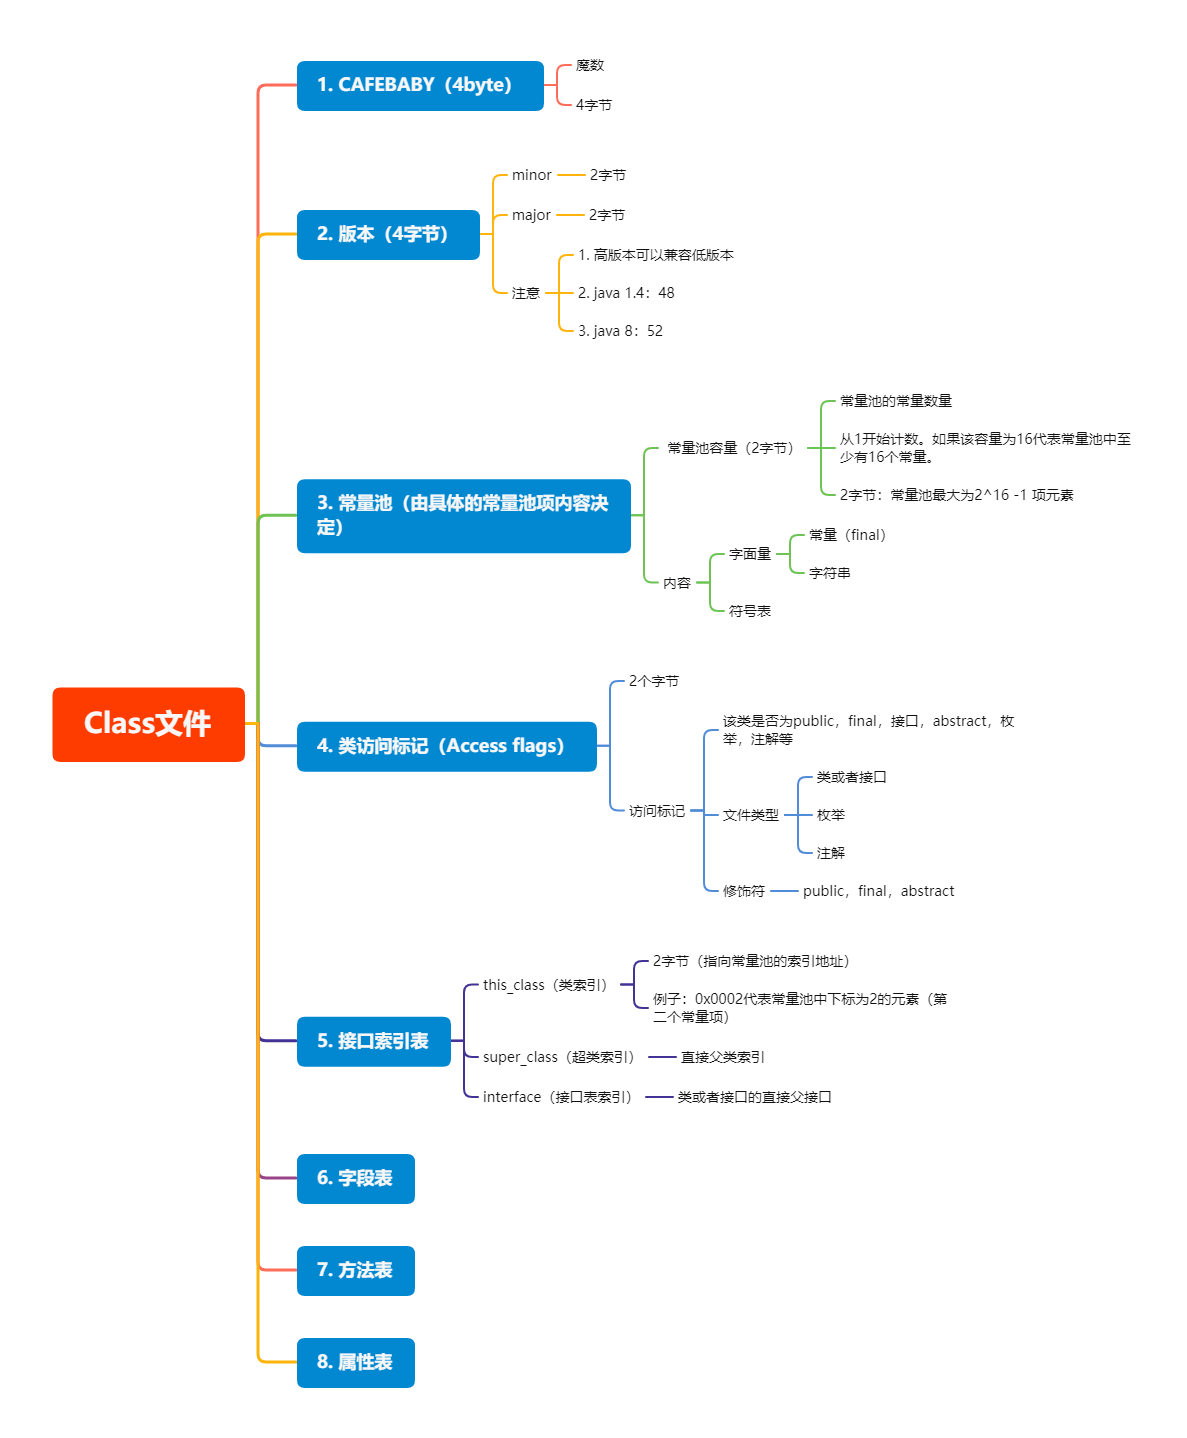 Class文件
1. CAFEBABY（4byte）
魔数
4字节
2. 版本（4字节）
minor
2字节
major
2字节
注意
1. 高版本可以兼容低版本
2. java 1.4：48
3. java 8：52
3. 常量池（由具体的常量池项内容决
定）
常量池容量（2字节）
常量池的常量数量
从1开始计数。如果该容量为16代表常量池中至
少有16个常量。
2字节：常量池最大为2^16 -1 项元素
内容
字面量
常量（final）
字符串
符号表
4. 类访问标记（Access flags）
2个字节
访问标记
该类是否为public，final，接口，abstract，枚
举，注解等
文件类型
类或者接口
枚举
注解
修饰符
public，final，abstract
5. 接口索引表
this_class（类索引）
2字节（指向常量池的索引地址）
例子：0x0002代表常量池中下标为2的元素（第
二个常量项）
super_class（超类索引）
直接父类索引
interface（接口表索引）
类或者接口的直接父接口
6. 字段表
7. 方法表
8. 属性表